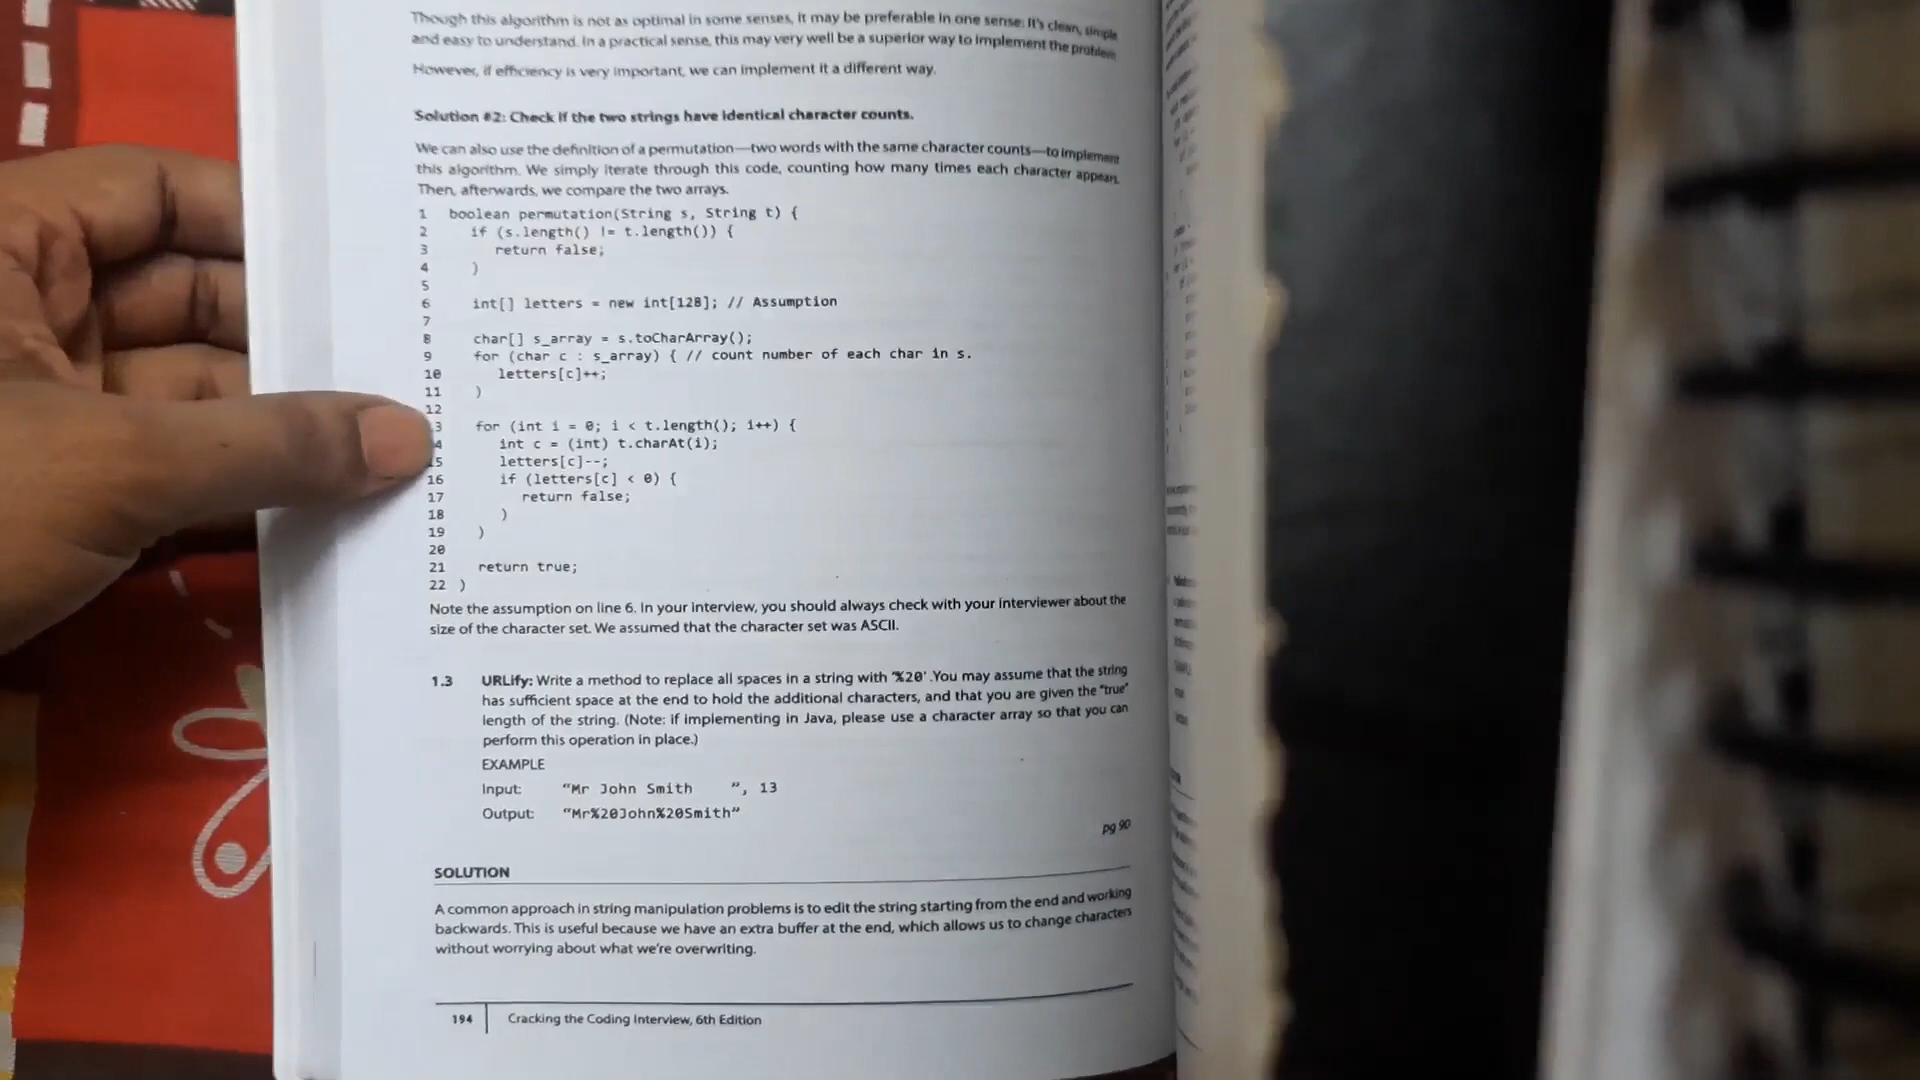 Though this algorithm is not as optimal in some senses, it may be preferable in one sense: It's clean, simple
and easy to understand. In a practical sense, this may very well be a superior way to implement the problem.
However, if efficiency is very important, we can implement it a different way.
Solution #2: Check if the two strings have identical character counts.
We can also use the definition of a permutation—two words with the same character counts—to implement
this algorithm. We simply iterate through this code, counting how many times each character appears.
Then, afterwards, we compare the two arrays.
1 boolean permutation(String s, String t) {
2 if (s.length() != t.length()) {
3 return false;
4 }
5
6 int[] letters = new int[128]; // Assumption
7
8 char[] s_array = s.toCharArray();
9 for (char c : s_array) { // count number of each char in s.
10 letters[c]++;
11 }
12
3 for (int i = 0; i < t.length(); i++) {
4 int c = (int) t.charAt(i);
15 letters[c]--;
16 if (letters[c] < 0) {
17 return false;
18 }
19 }
20
21 return true;
22 }
Note the assumption on line 6. In your interview, you should always check with your interviewer about the
size of the character set. We assumed that the character set was ASCII.
1.3 URLify: Write a method to replace all spaces in a string with '%20'. You may assume that the string
has sufficient space at the end to hold the additional characters, and that you are given the "true"
length of the string. (Note: if implementing in Java, please use a character array so that you can
perform this operation in place.)
EXAMPLE
Input: "Mr John Smith    ", 13
Output: "Mr%20John%20Smith"
pg 90
SOLUTION
A common approach in string manipulation problems is to edit the string starting from the end and working
backwards. This is useful because we have an extra buffer at the end, which allows us to change characters
without worrying about what we're overwriting.
194 Cracking the Coding Interview, 6th Edition